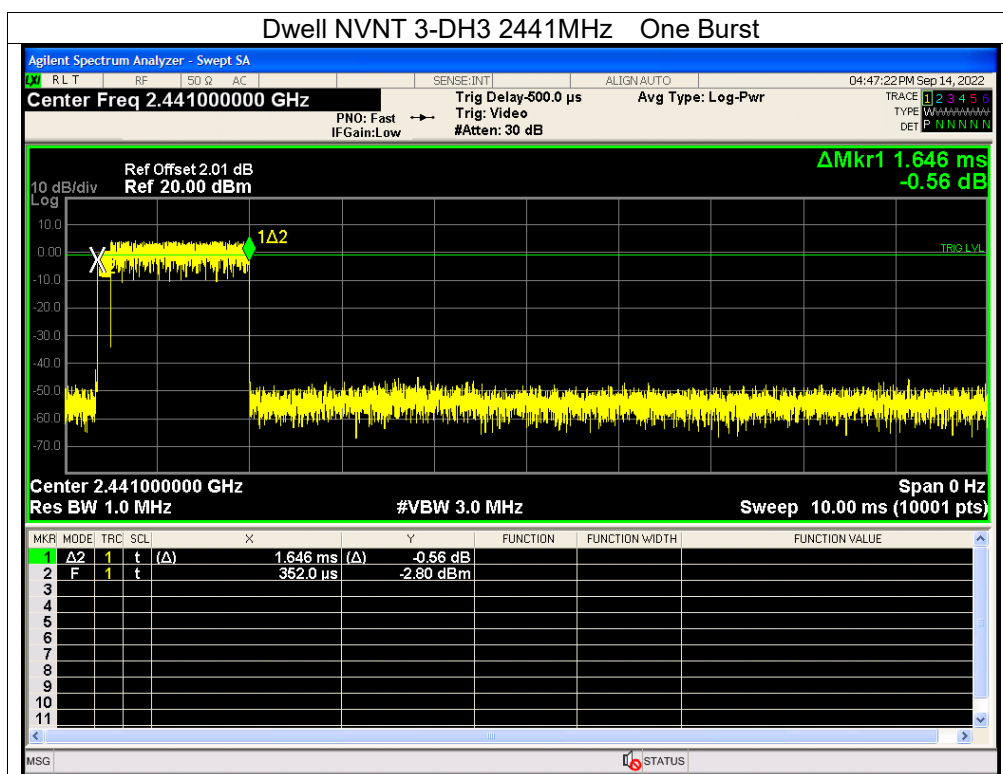 Dwell NVNT 3-DH3 2441MHz One Burst
Agilent Spectrum Analyzer - Swept SA
LXI RLT RF 50 Ω AC SENSE:INT ALIGN AUTO 04:47:22 PM Sep 14, 2022
Center Freq 2.441000000 GHz Trig Delay-500.0 µs Avg Type: Log-Pwr TRACE 1 2 3 4 5 6
PNO: Fast Trig: Video TYPE WWWWWW
IFGain:Low #Atten: 30 dB DET P N N N N N
ΔMkr1 1.646 ms
-0.56 dB
Ref Offset 2.01 dB
10 dB/div Ref 20.00 dBm
Log
10.0
1Δ2
0.00
TRIG LVL
-10.0
-20.0
-30.0
-40.0
-50.0
-60.0
-70.0
Center 2.441000000 GHz Span 0 Hz
Res BW 1.0 MHz #VBW 3.0 MHz Sweep 10.00 ms (10001 pts)
MKR MODE TRC SCL X Y FUNCTION FUNCTION WIDTH FUNCTION VALUE
1 Δ2 1 t (Δ) 1.646 ms (Δ) -0.56 dB
2 F 1 t 352.0 µs -2.80 dBm
3
4
5
6
7
8
9
10
11
MSG STATUS